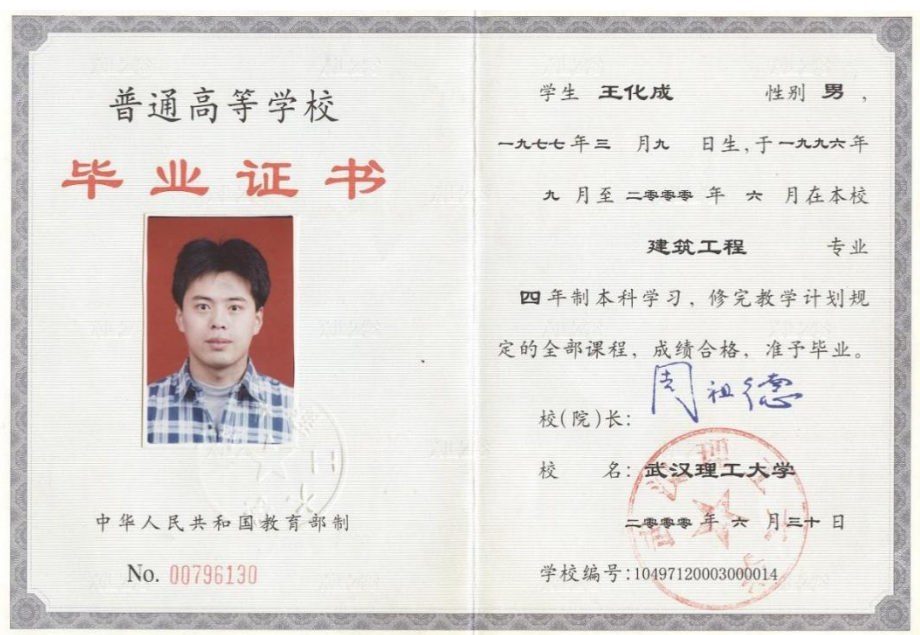 普通高等学校
毕业证书
中华人民共和国教育部制
No. 00796130
学生 王化成 性别 男，
一九七七年三 月九 日生，于一九九六年
九 月至 二零零零 年 六 月在本校
建筑工程 专业
四年制本科学习，修完教学计划规
定的全部课程，成绩合格，准予毕业。
校(院)长： 周祖德
校 名：武汉理工大学
二零零零 年 六 月三十 日
学校编号：10497120003000014